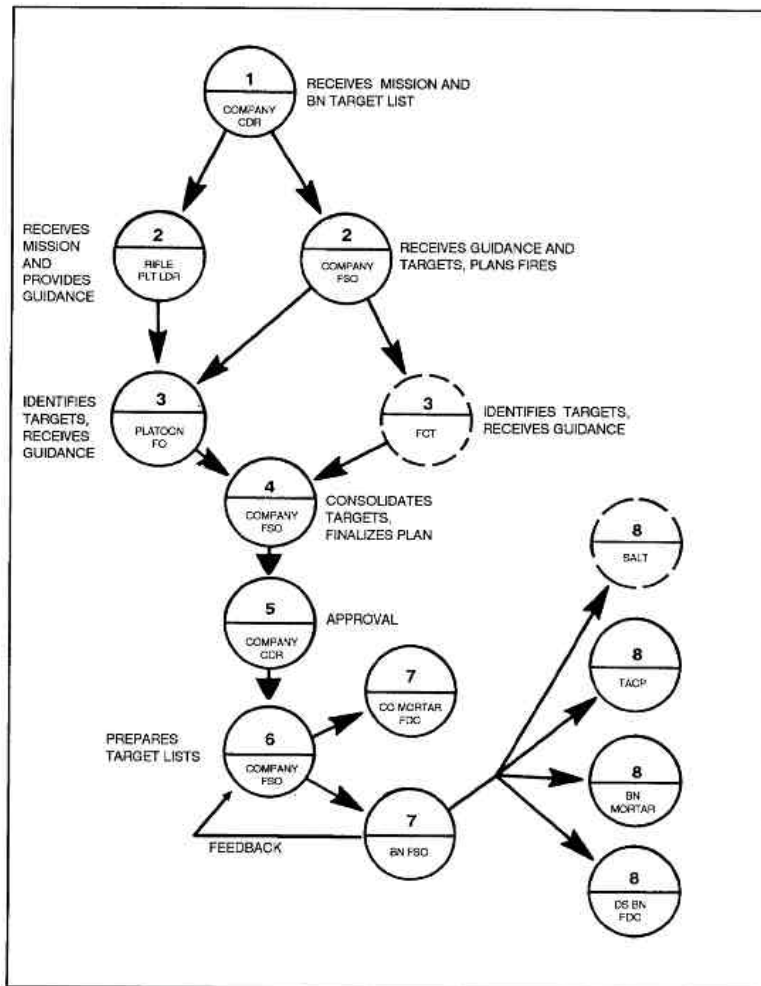 1
COMPANY
CDR
RECEIVES MISSION AND
BN TARGET LIST
RECEIVES
MISSION
AND
PROVIDES
GUIDANCE
2
RIFLE
PLT LDR
2
COMPANY
FSO
RECEIVES GUIDANCE AND
TARGETS, PLANS FIRES
IDENTIFIES
TARGETS,
RECEIVES
GUIDANCE
3
PLATOON
FO
3
FCT
IDENTIFIES TARGETS,
RECEIVES GUIDANCE
4
COMPANY
FSO
CONSOLIDATES
TARGETS,
FINALIZES PLAN
8
SALT
5
COMPANY
CDR
APPROVAL
8
TACP
7
CO MORTAR
FDC
PREPARES
TARGET LISTS
6
COMPANY
FSO
8
BN
MORTAR
7
BN FSO
FEEDBACK
8
DS BN
FDC